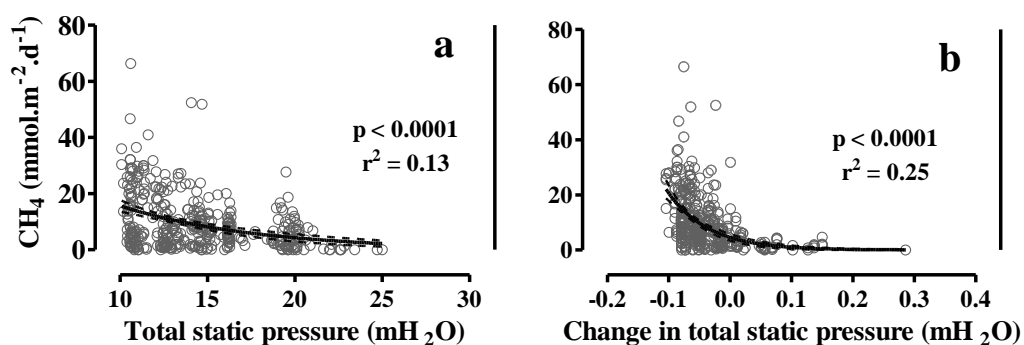 80
60
40
20
0
CH₄ (mmol.m⁻².d⁻¹)
a
p < 0.0001
r² = 0.13
10
15
20
25
30
Total static pressure (mH₂O)
80
60
40
20
0
b
p < 0.0001
r² = 0.25
-0.2
-0.1
0.0
0.1
0.2
0.3
0.4
Change in total static pressure (mH₂O)